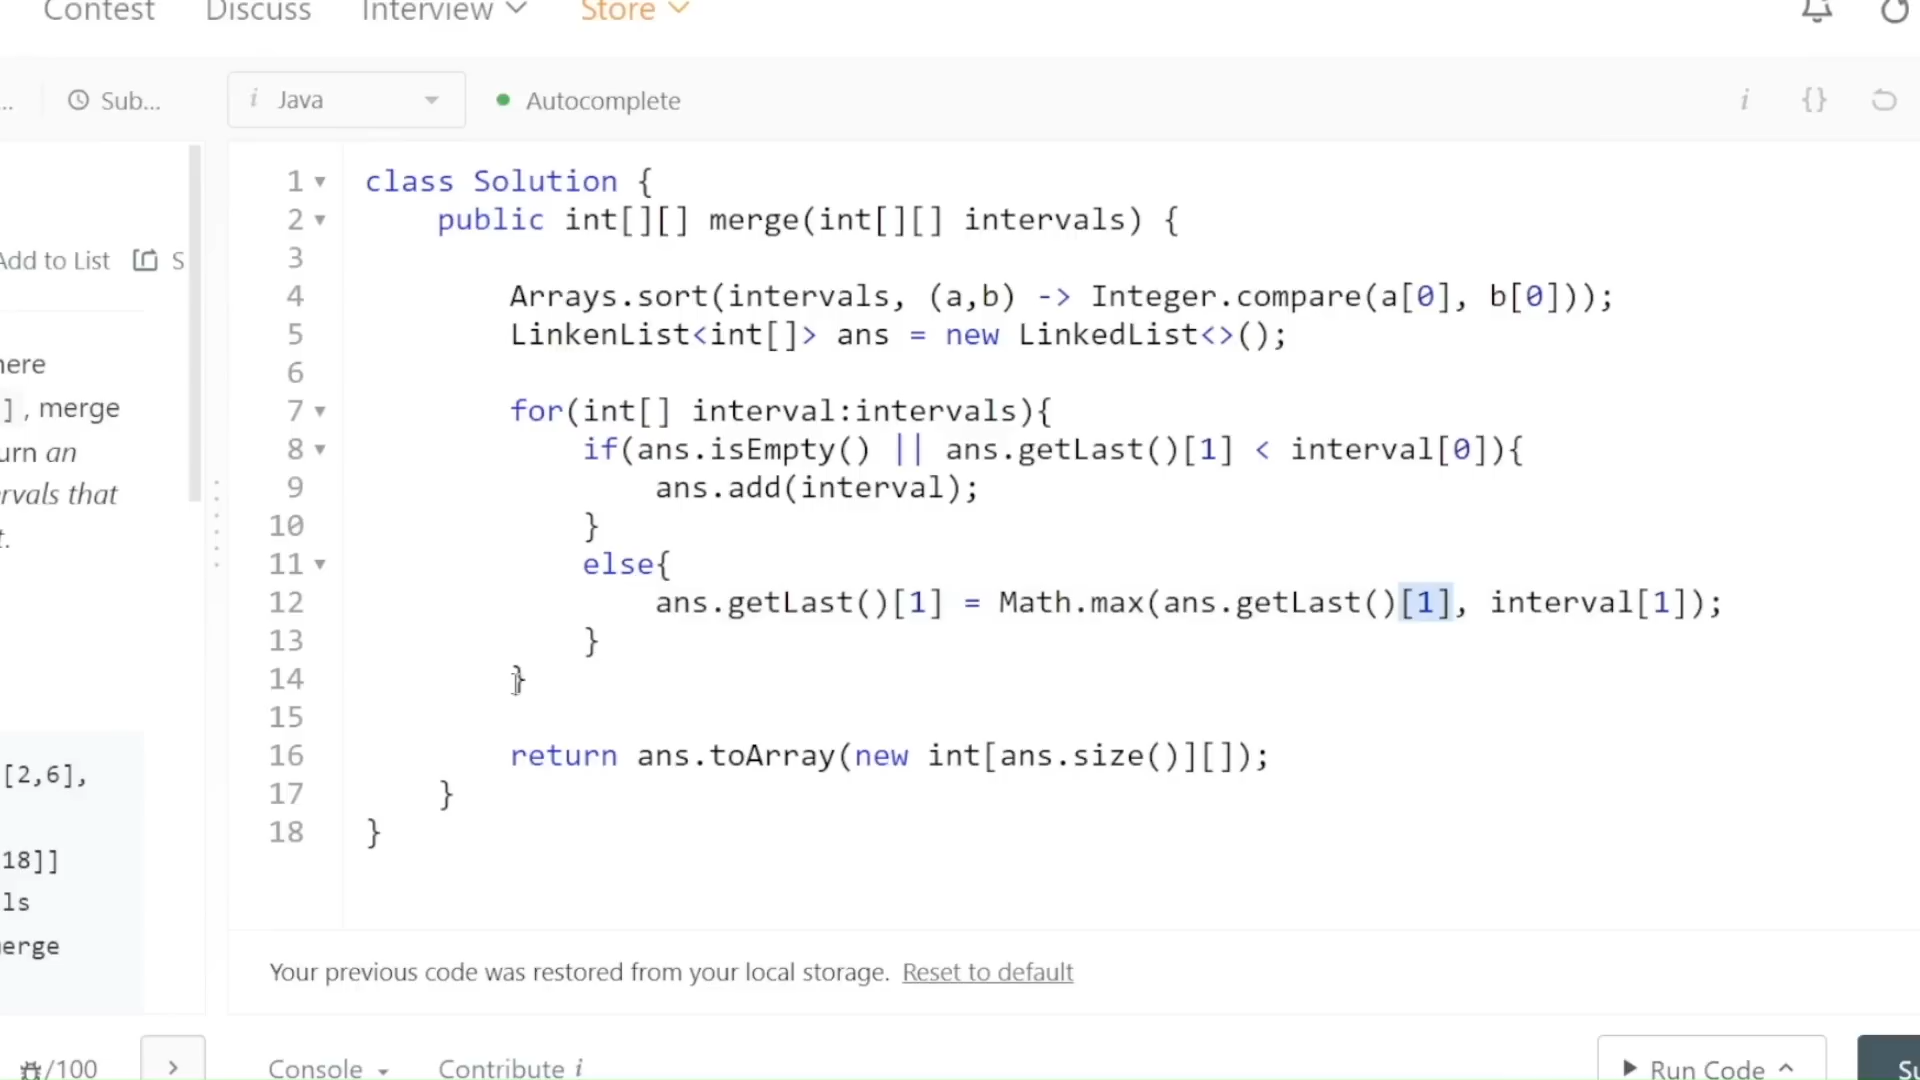 Contest Discuss Interview Store
... Sub... i Java Autocomplete i {}
Add to List S
here
], merge
urn an
rvals that
t.
[2,6],
18]]
ls
erge
1 class Solution {
2 public int[][] merge(int[][] intervals) {
3
4 Arrays.sort(intervals, (a,b) -> Integer.compare(a[0], b[0]));
5 LinkenList<int[]> ans = new LinkedList<>();
6
7 for(int[] interval:intervals){
8 if(ans.isEmpty() || ans.getLast()[1] < interval[0]){
9 ans.add(interval);
10 }
11 else{
12 ans.getLast()[1] = Math.max(ans.getLast()[1], interval[1]);
13 }
14 }
15
16 return ans.toArray(new int[ans.size()][]);
17 }
18 }
Your previous code was restored from your local storage. Reset to default
/100 > Console Contribute i Run Code Su